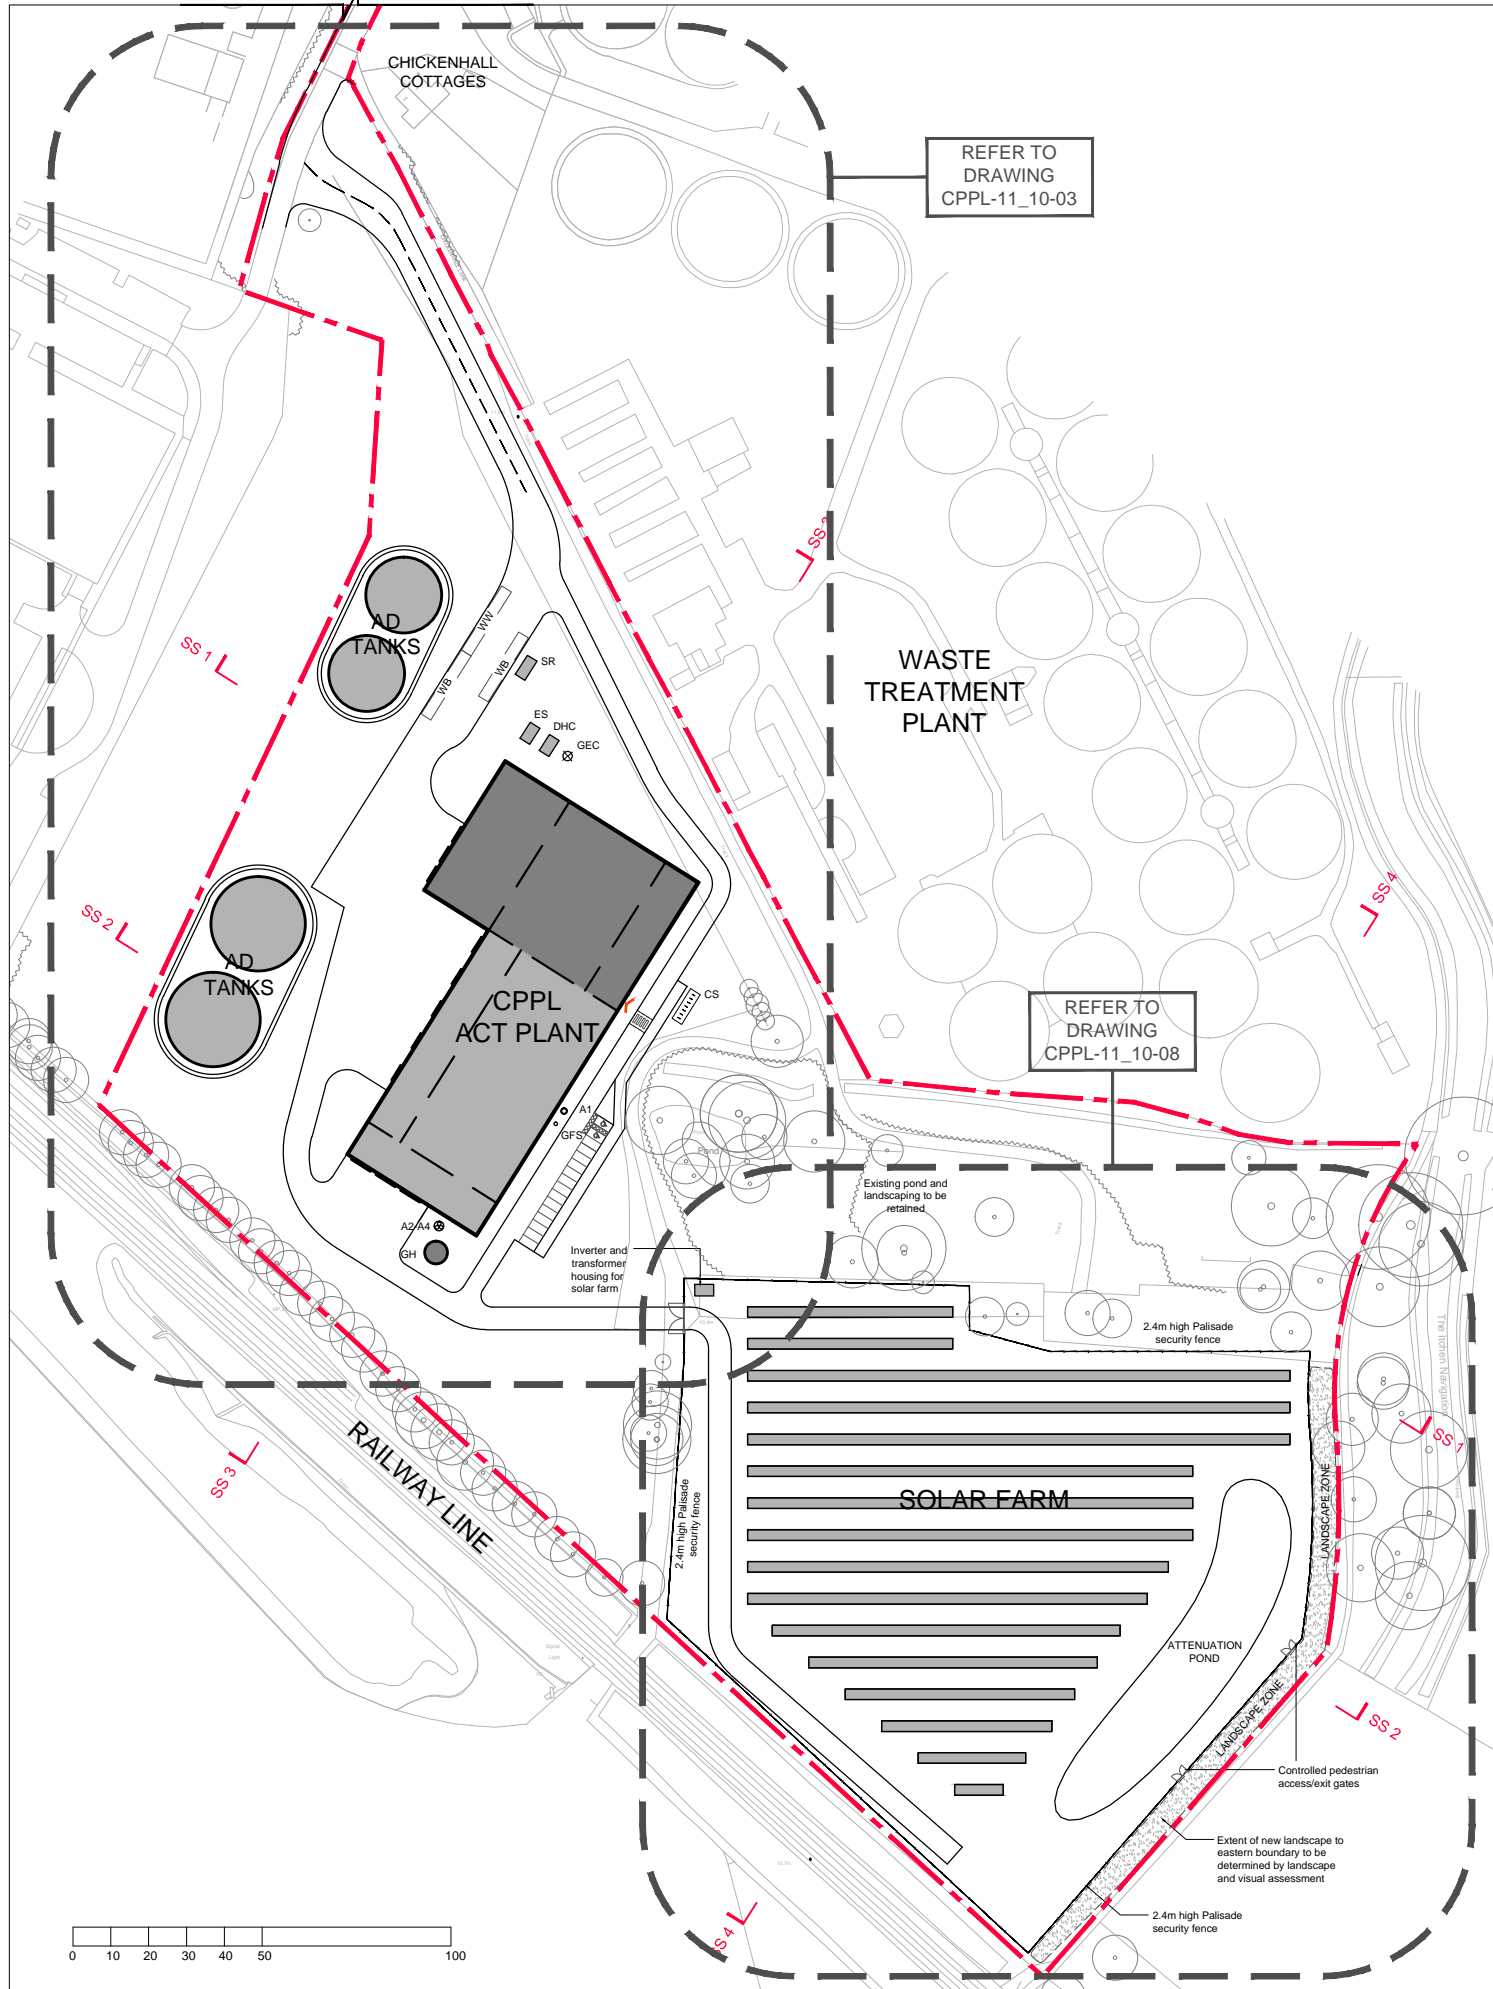 CHICKENHALL
COTTAGES
REFER TO
DRAWING
CPPL-11_10-03
SS 3
AD
TANKS
WW
WB
WB
SR
SS 1
ES
DHC
GEC
WASTE
TREATMENT
PLANT
SS 2
AD
TANKS
CPPL
ACT PLANT
CS
SS 4
REFER TO
DRAWING
CPPL-11_10-08
A1
GFS
Pond
Existing pond and
landscaping to be
retained
A2-A4
GH
Inverter and
transformer
housing for
solar farm
2.4m high Palisade
security fence
The Itchen Navigation
SS 1
RAILWAY LINE
SS 3
2.4m high Palisade
security fence
SOLAR FARM
LANDSCAPE ZONE
ATTENUATION
POND
LANDSCAPE ZONE
Signal
Light
SS 2
Controlled pedestrian
access/exit gates
Extent of new landscape to
eastern boundary to be
determined by landscape
and visual assessment
2.4m high Palisade
security fence
SS 4
0 10 20 30 40 50 100